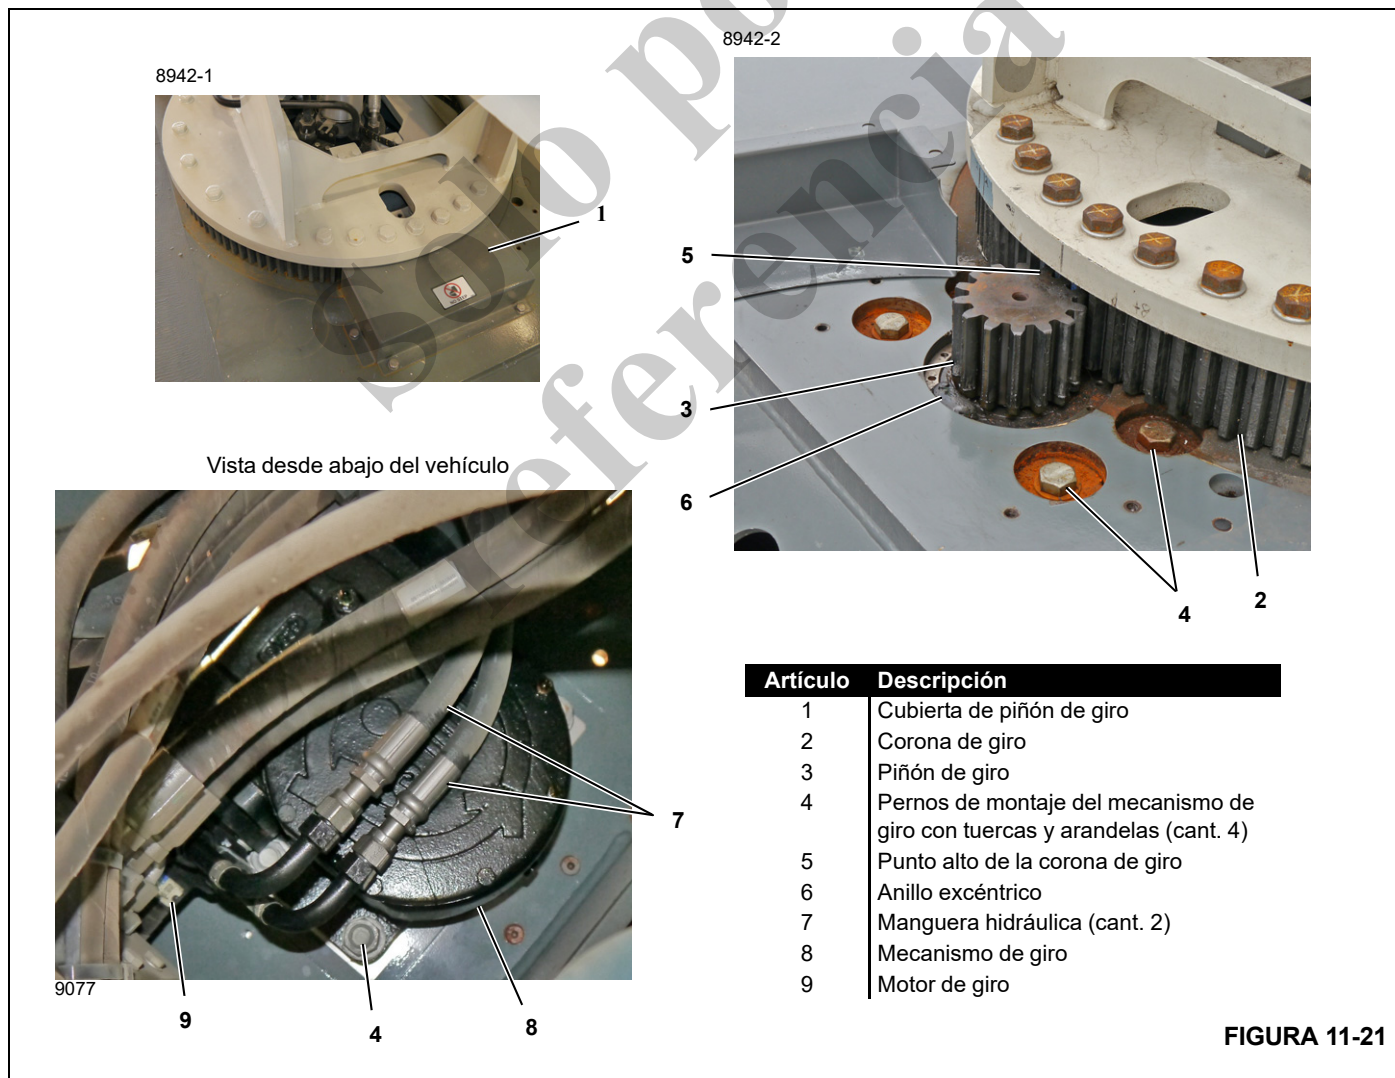 8942-1
1
8942-2
5
3
6
4
2
Vista desde abajo del vehículo
7
9077
9
4
8
Artículo Descripción
1 Cubierta de piñón de giro
2 Corona de giro
3 Piñón de giro
4 Pernos de montaje del mecanismo de
giro con tuercas y arandelas (cant. 4)
5 Punto alto de la corona de giro
6 Anillo excéntrico
7 Manguera hidráulica (cant. 2)
8 Mecanismo de giro
9 Motor de giro
FIGURA 11-21
referencia